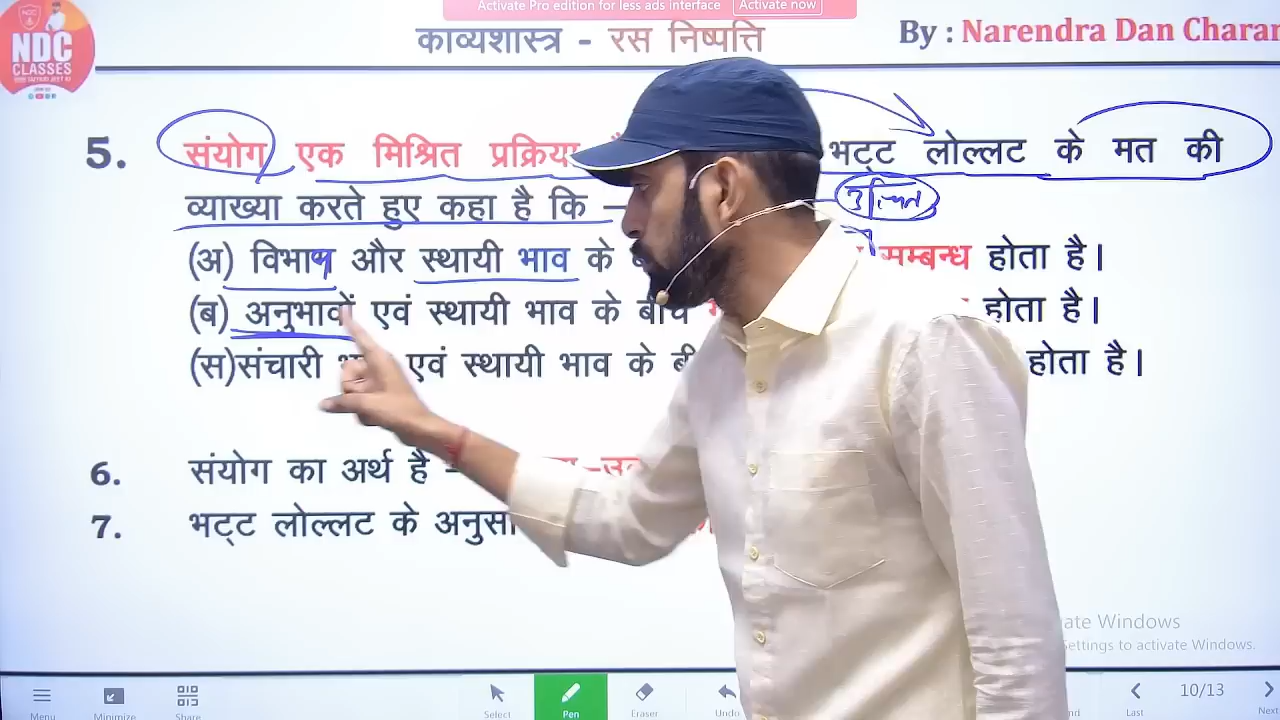 Activate Pro edition for less ads interface Activate now
NDC
CLASSES
काव्यशास्त्र - रस निष्पत्ति
By : Narendra Dan Charan
5. संयोग एक मिश्रित प्रक्रिया भट्ट लोल्लट के मत की
व्याख्या करते हुए कहा है कि –
(अ) विभाव और स्थायी भाव के सम्बन्ध होता है।
(ब) अनुभावों एवं स्थायी भाव के बीच होता है।
(स)संचारी एवं स्थायी भाव के होता है।
6. संयोग का अर्थ है –
7. भट्ट लोल्लट के के
Windows
Settings to activate Windows.
Menu Minimize Share Select Pen Eraser Undo Last 10/13 Next